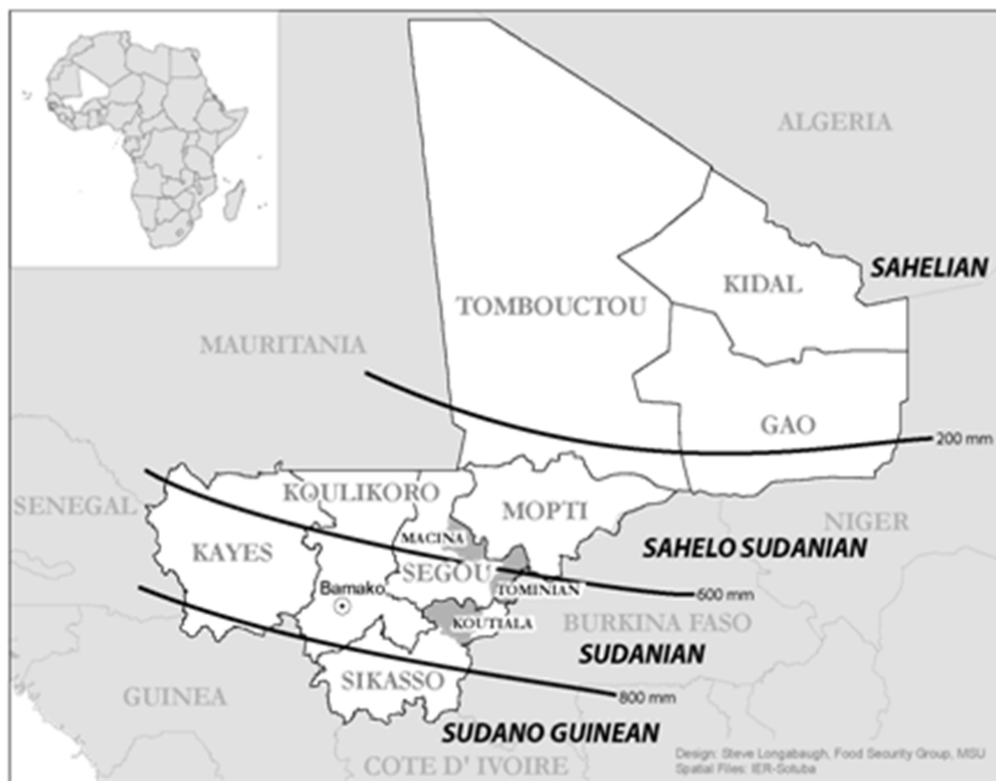 ALGERIA
SAHELIAN
KIDAL
TOMBOUCTOU
MAURITANIA
GAO
200 mm
SENEGAL
KOULIKORO
MOPTI
NIGER
MACINA
KAYES
SAHELO SUDANIAN
SEGOU
Bamako
TOMINIAN
600 mm
KOUTIALA
BURKINA FASO
SUDANIAN
SIKASSO
GUINEA
800 mm
SUDANO GUINEAN
Design: Steve Longabaugh, Food Security Group, MSU
COTE D' IVOIRE
Spatial Files: IER-Sotuba